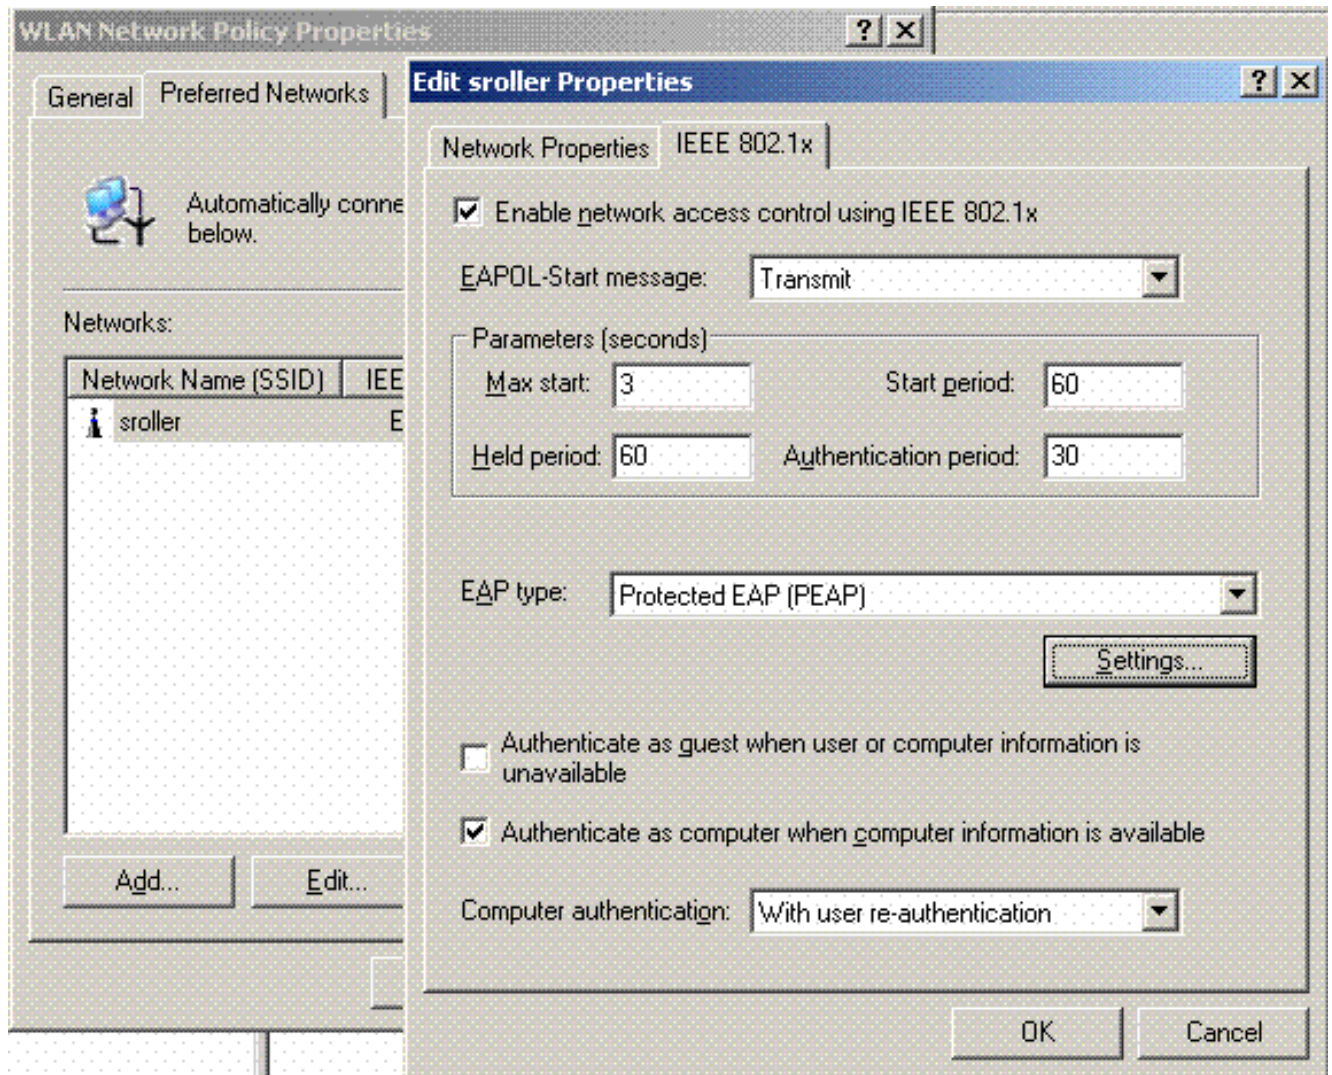 WLAN Network Policy Properties
General
Preferred Networks
Automatically conne
below.
Networks:
Network Name (SSID)
IEE
sroller
E
Add...
Edit...
Edit sroller Properties
Network Properties
IEEE 802.1x
Enable network access control using IEEE 802.1x
EAPOL-Start message:
Transmit
Parameters (seconds)
Max start:
3
Start period:
60
Held period:
60
Authentication period:
30
EAP type:
Protected EAP (PEAP)
Settings...
Authenticate as guest when user or computer information is
unavailable
Authenticate as computer when computer information is available
Computer authentication:
With user re-authentication
OK
Cancel